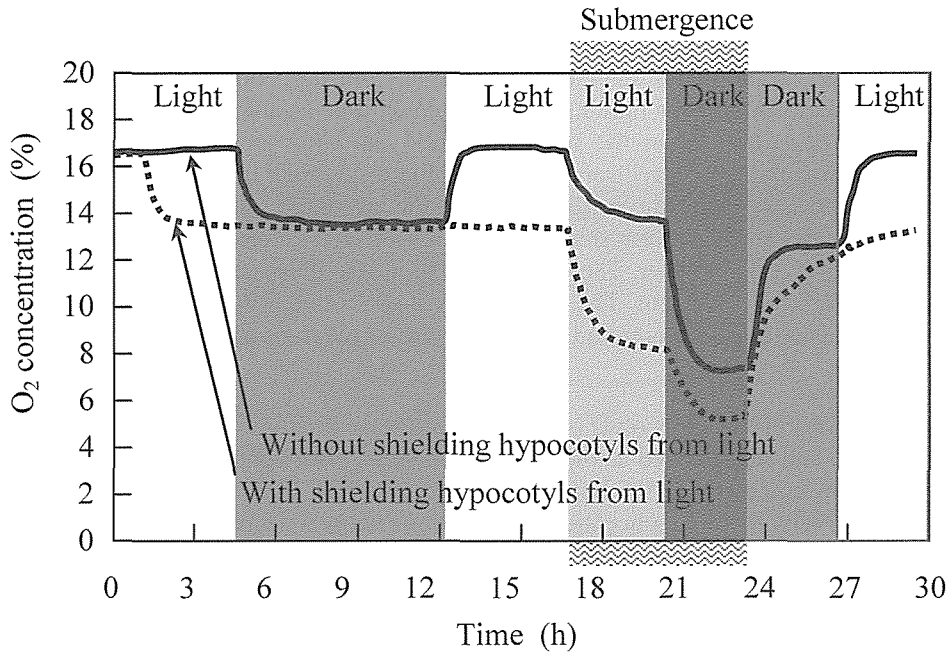 Submergence
20
Light Dark Light Light Dark Dark Light
18
16
14
12
10
8
6
4
2
0
O2 concentration (%)
Without shielding hypocotyls from light
With shielding hypocotyls from light
0 3 6 9 12 15 18 21 24 27 30
Time (h)